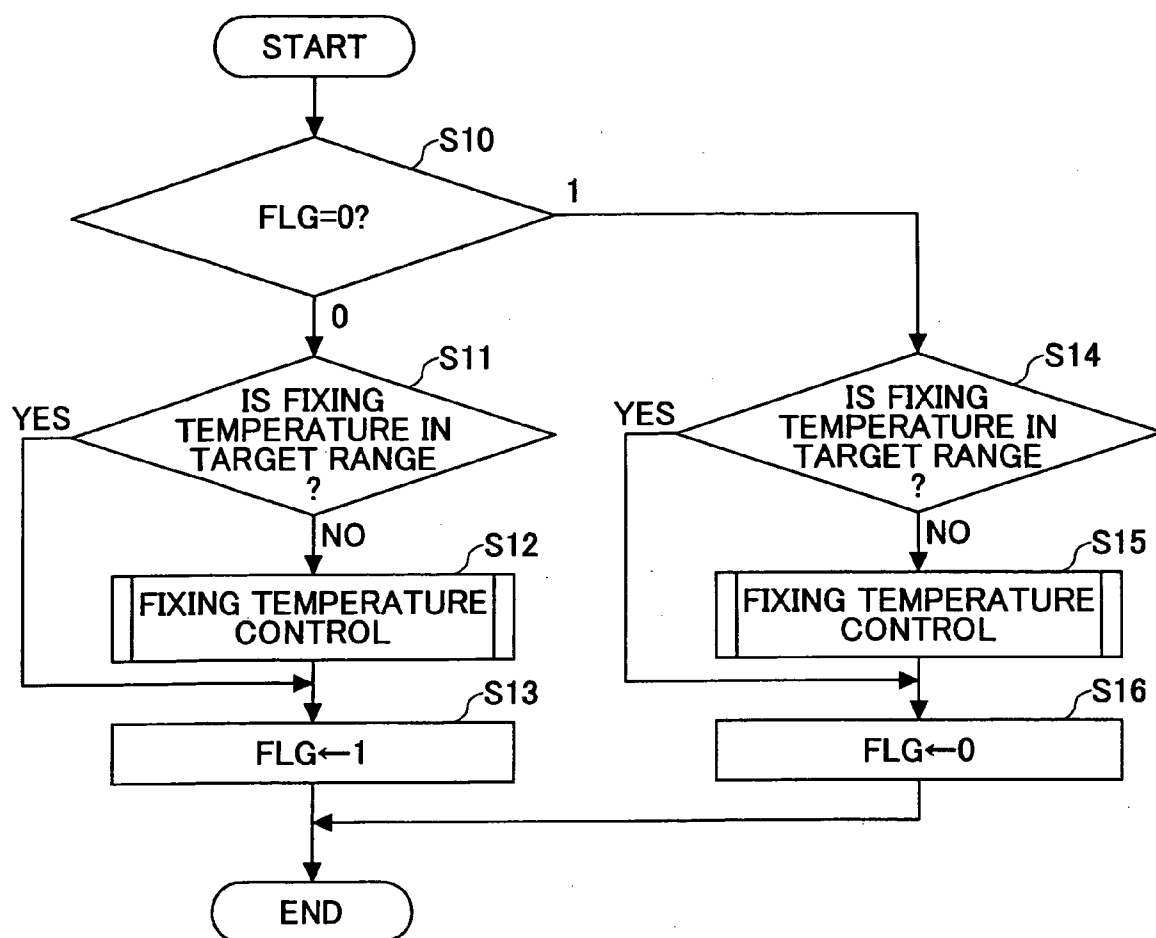 START
S10
FLG=0?
1
0
S11
IS FIXING
TEMPERATURE IN
TARGET RANGE
?
YES
NO
S12
FIXING TEMPERATURE
CONTROL
S13
FLG←1
S14
IS FIXING
TEMPERATURE IN
TARGET RANGE
?
YES
NO
S15
FIXING TEMPERATURE
CONTROL
S16
FLG←0
END